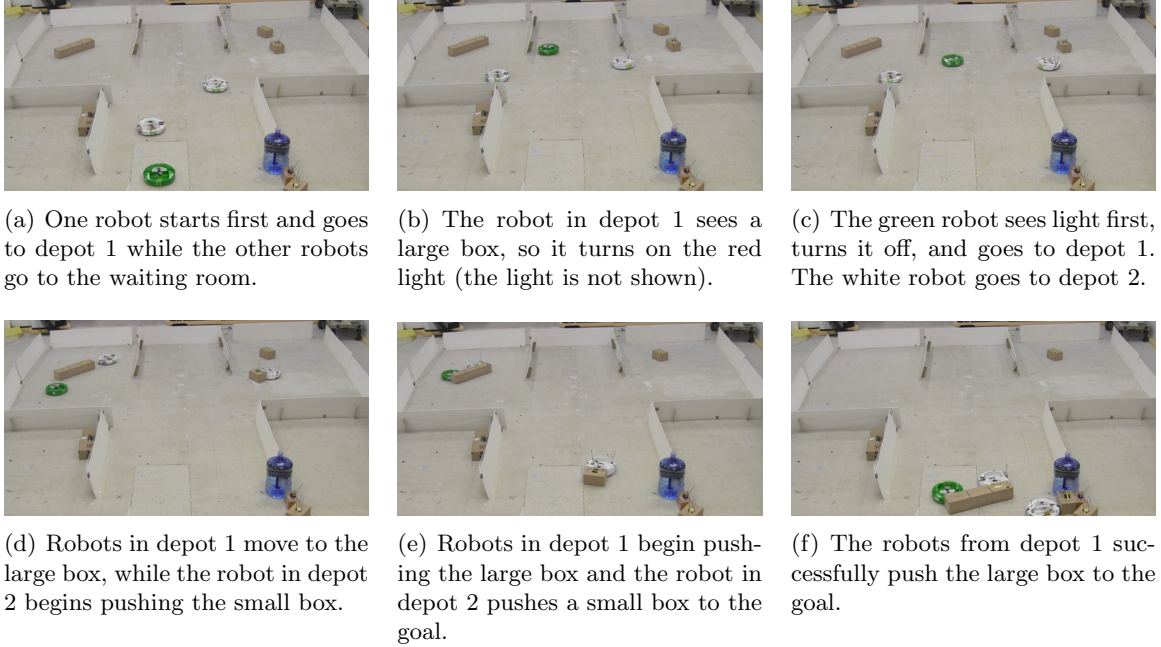 (a) One robot starts first and goes
to depot 1 while the other robots
go to the waiting room.
(b) The robot in depot 1 sees a
large box, so it turns on the red
light (the light is not shown).
(c) The green robot sees light first,
turns it off, and goes to depot 1.
The white robot goes to depot 2.
(d) Robots in depot 1 move to the
large box, while the robot in depot
2 begins pushing the small box.
(e) Robots in depot 1 begin push-
ing the large box and the robot in
depot 2 pushes a small box to the
goal.
(f) The robots from depot 1 suc-
cessfully push the large box to the
goal.